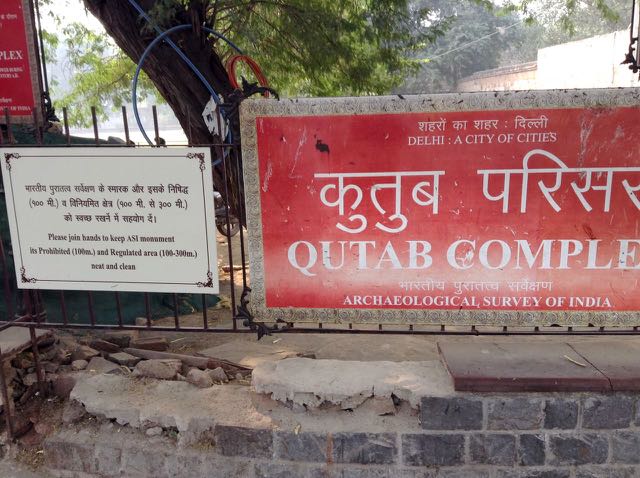 भारतीय पुरातत्व सर्वेक्षण के स्मारक और इसके निषिद्ध
(१०० मी.) व विनियमित क्षेत्र (१०० मी. से ३०० मी.)
को स्वच्छ रखने में सहयोग दें।
Please join hands to keep ASI monument
its Prohibited (100m.) and Regulated area (100-300m.)
neat and clean
शहरों का शहर : दिल्ली
DELHI : A CITY OF CITIES
कुतुब परिसर
QUTAB COMPLE
भारतीय पुरातत्व सर्वेक्षण
ARCHAEOLOGICAL SURVEY OF INDIA